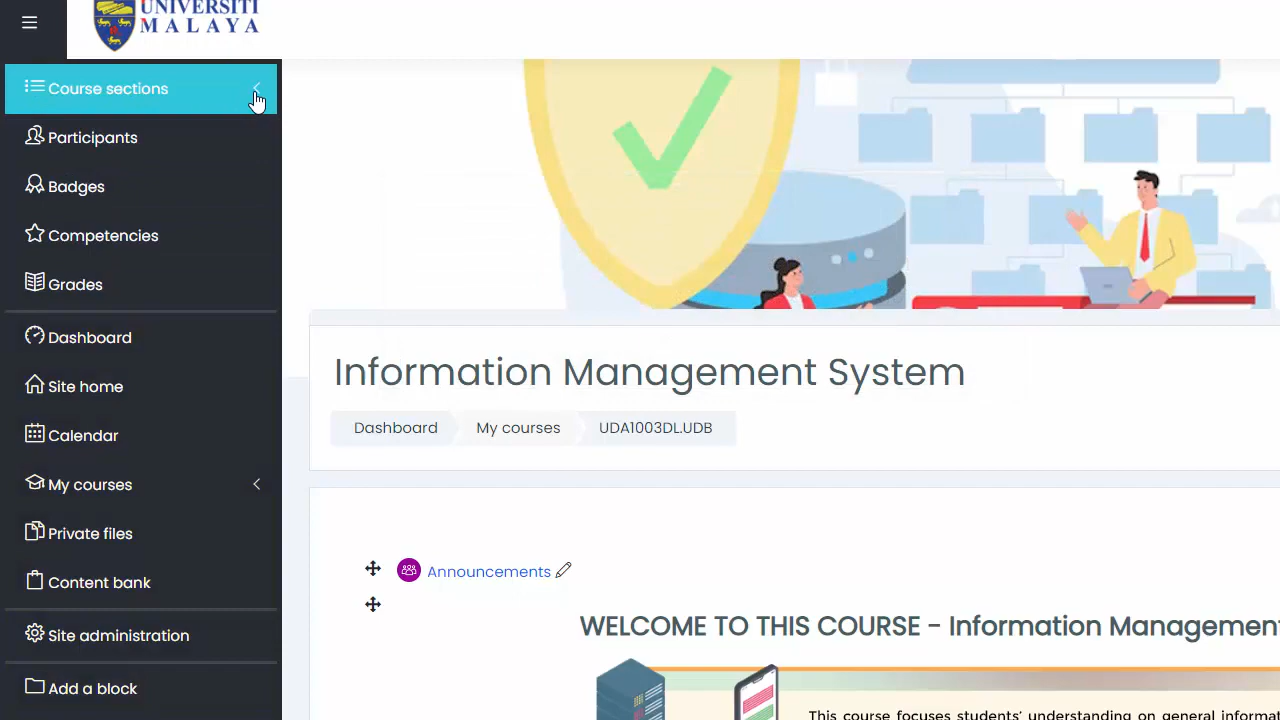 UNIVERSITI
MALAYA
Course sections
Participants
Badges
Competencies
Grades
Dashboard
Site home
Calendar
My courses
Private files
Content bank
Site administration
Add a block
Information Management System
Dashboard
My courses
UDA1003DL.UDB
Announcements
WELCOME TO THIS COURSE - Information Management
This course focuses students' understanding on general informat